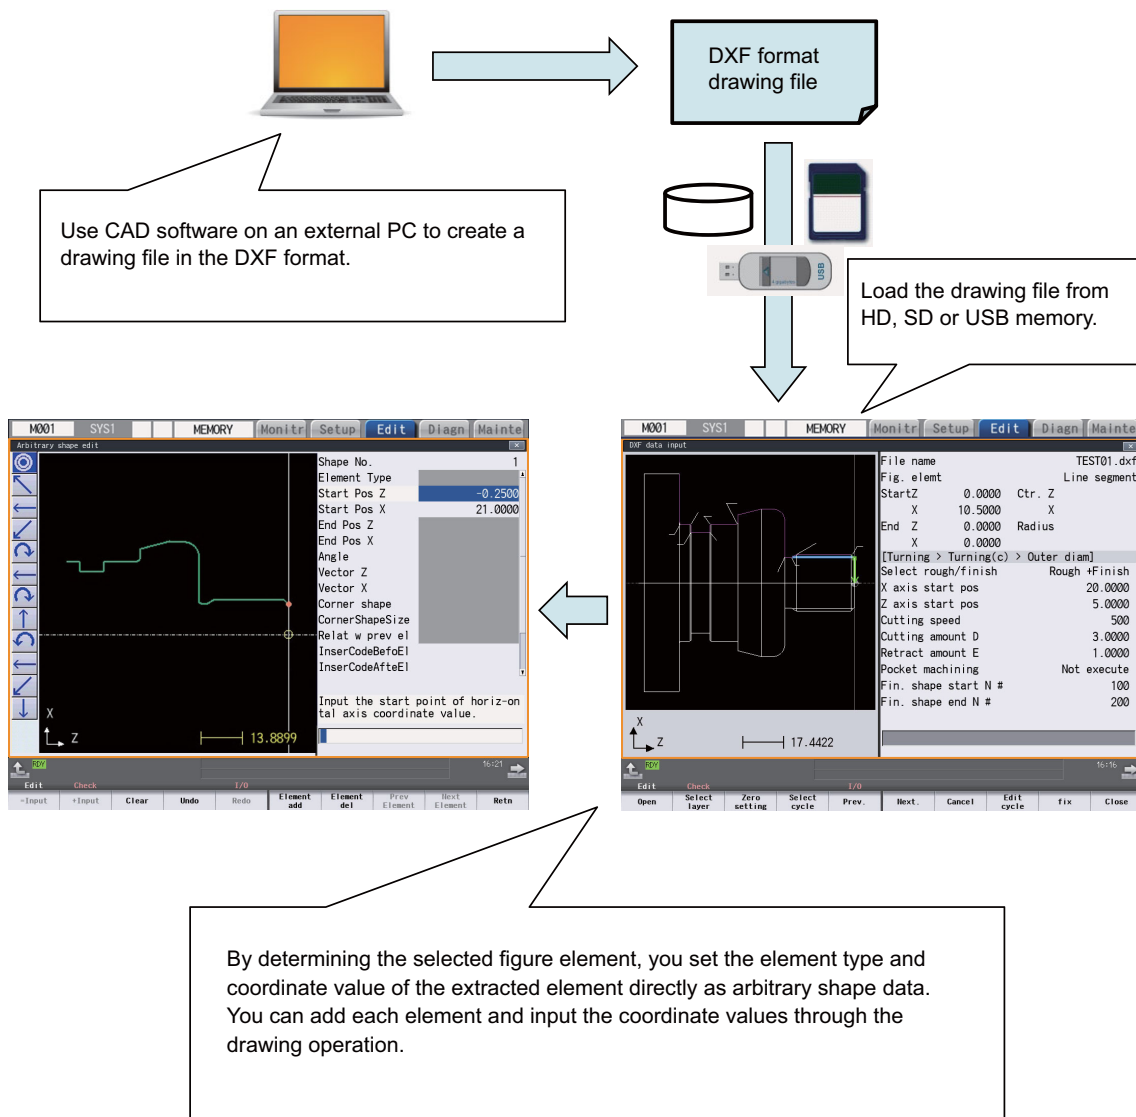 DXF format
drawing file
Use CAD software on an external PC to create a
drawing file in the DXF format.
USB
Load the drawing file from
HD, SD or USB memory.
M001 SYS1 MEMORY Monitr Setup Edit Diagn Mainte
Arbitrary shape edit
Shape No. 1
Element Type
Start Pos Z -0.2500
Start Pos X 21.0000
End Pos Z
End Pos X
Angle
Vector Z
Vector X
Corner shape
CornerShapeSize
Relat w prev el
InserCodeBefoEl
InserCodeAfteEl
Input the start point of horiz-on
tal axis coordinate value.
X
Z
13.8899
RDY
16:21
Edit Check I/O
-Input +Input Clear Undo Redo Element add Element del Prev Element Next Element Retn
M001 SYS1 MEMORY Monitr Setup Edit Diagn Mainte
DXF data input
File name TEST01.dxf
Fig. elemt Line segment
StartZ 0.0000 Ctr. Z
X 10.5000 X
End Z 0.0000 Radius
X 0.0000
[Turning > Turning(c) > Outer diam]
Select rough/finish Rough +Finish
X axis start pos 20.0000
Z axis start pos 5.0000
Cutting speed 500
Cutting amount D 3.0000
Retract amount E 1.0000
Pocket machining Not execute
Fin. shape start N # 100
Fin. shape end N # 200
X
Z
17.4422
RDY
16:16
Edit Check I/O
Open Select layer Zero setting Select cycle Prev. Next. Cancel Edit cycle fix Close
By determining the selected figure element, you set the element type and
coordinate value of the extracted element directly as arbitrary shape data.
You can add each element and input the coordinate values through the
drawing operation.